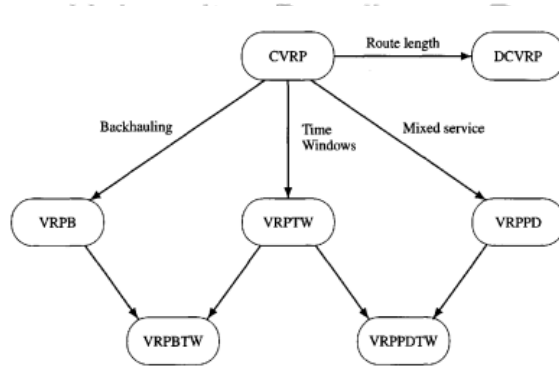 CVRP
Route length
DCVRP
Backhauling
Time
Windows
Mixed service
VRPB
VRPTW
VRPPD
VRPBTW
VRPPDTW